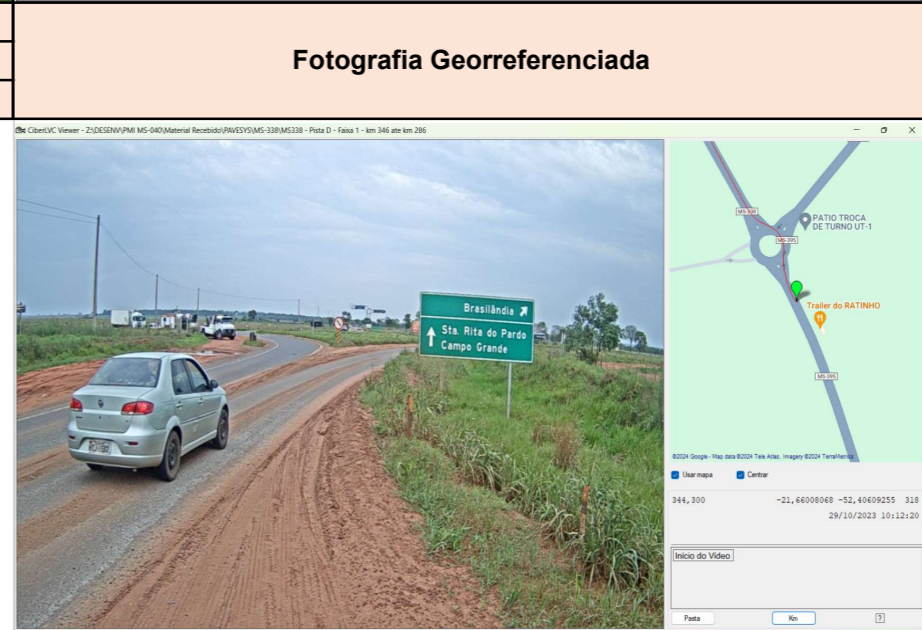 Fotografia Georreferenciada
CiberLVC Viewer - Z:\DESENV\PMI MS-040\Material Recebido\PAVESYS\MS-338\MS338 - Pista D - Faixa 1 - km 346 ate km 286
Brasilândia
Sta. Rita do Pardo
Campo Grande
MS-338
PATIO TROCA
DE TURNO UT-1
MS-395
Trailer do RATINHO
MS-395
©2024 Google - Map data ©2024 Tele Atlas, Imagery ©2024 TerraMetrics
Usar mapa
Centrar
344,300 -21,66008068 -52,40609255 318
29/10/2023 10:12:20
Início do Vídeo
Pasta
Km
?